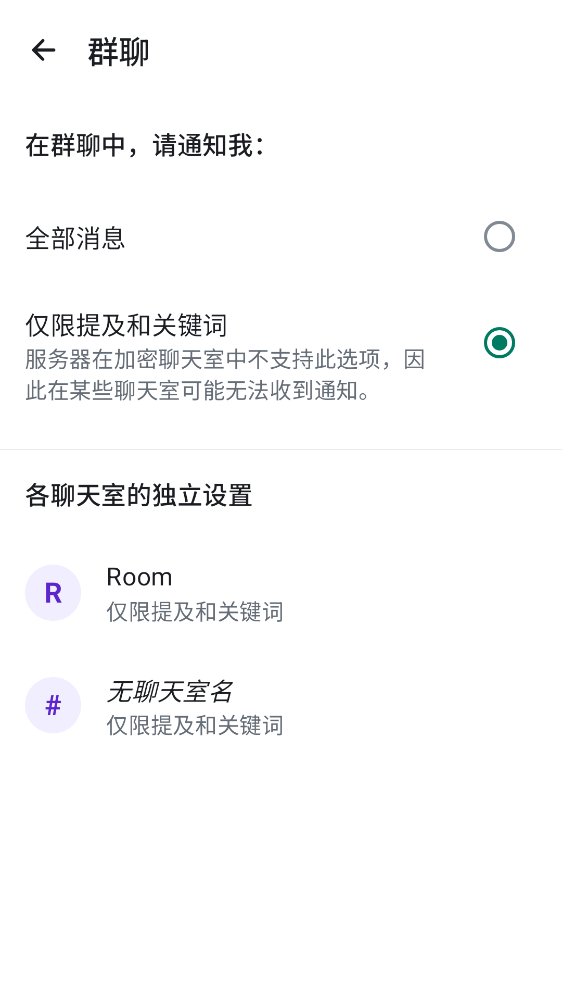 群聊
在群聊中，请通知我：
全部消息
仅限提及和关键词
服务器在加密聊天室中不支持此选项，因
此在某些聊天室可能无法收到通知。
各聊天室的独立设置
R
Room
仅限提及和关键词
#
无聊天室名
仅限提及和关键词